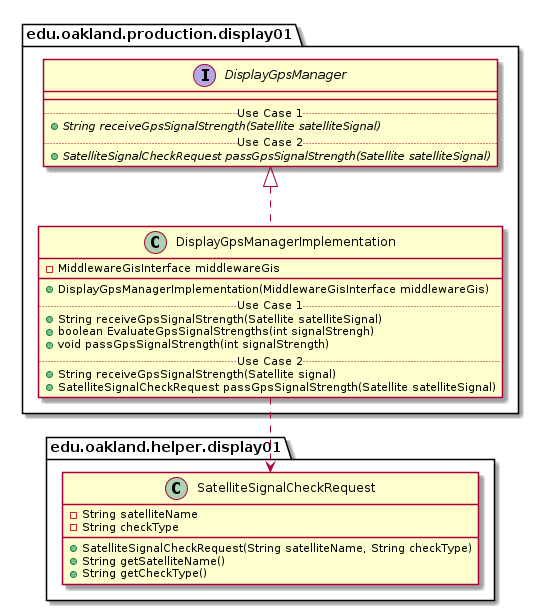 edu.oakland.production.display01
I DisplayGpsManager
Use Case 1
String receiveGpsSignalStrength(Satellite satelliteSignal)
Use Case 2
SatelliteSignalCheckRequest passGpsSignalStrength(Satellite satelliteSignal)
C DisplayGpsManagerImplementation
MiddlewareGisInterface middlewareGis
DisplayGpsManagerImplementation(MiddlewareGisInterface middlewareGis)
Use Case 1
String receiveGpsSignalStrength(Satellite satelliteSignal)
boolean EvaluateGpsSignalStrengths(int signalStrengh)
void passGpsSignalStrength(int signalStrength)
Use Case 2
String receiveGpsSignalStrength(Satellite signal)
SatelliteSignalCheckRequest passGpsSignalStrength(Satellite satelliteSignal)
edu.oakland.helper.display01
C SatelliteSignalCheckRequest
String satelliteName
String checkType
SatelliteSignalCheckRequest(String satelliteName, String checkType)
String getSatelliteName()
String getCheckType()